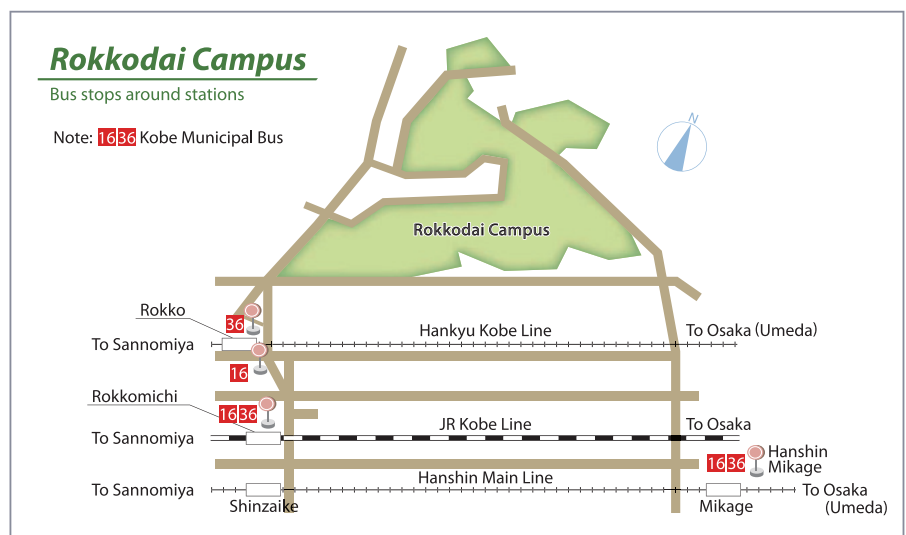 Rokkodai Campus
Bus stops around stations
Note: 16 36 Kobe Municipal Bus
N
Rokkodai Campus
Rokko
36
Hankyu Kobe Line
To Osaka (Umeda)
To Sannomiya
16
Rokkomichi
16 36
JR Kobe Line
To Osaka
To Sannomiya
16 36
Hanshin
Mikage
Hanshin Main Line
To Sannomiya
To Osaka
(Umeda)
Shinzaike
Mikage